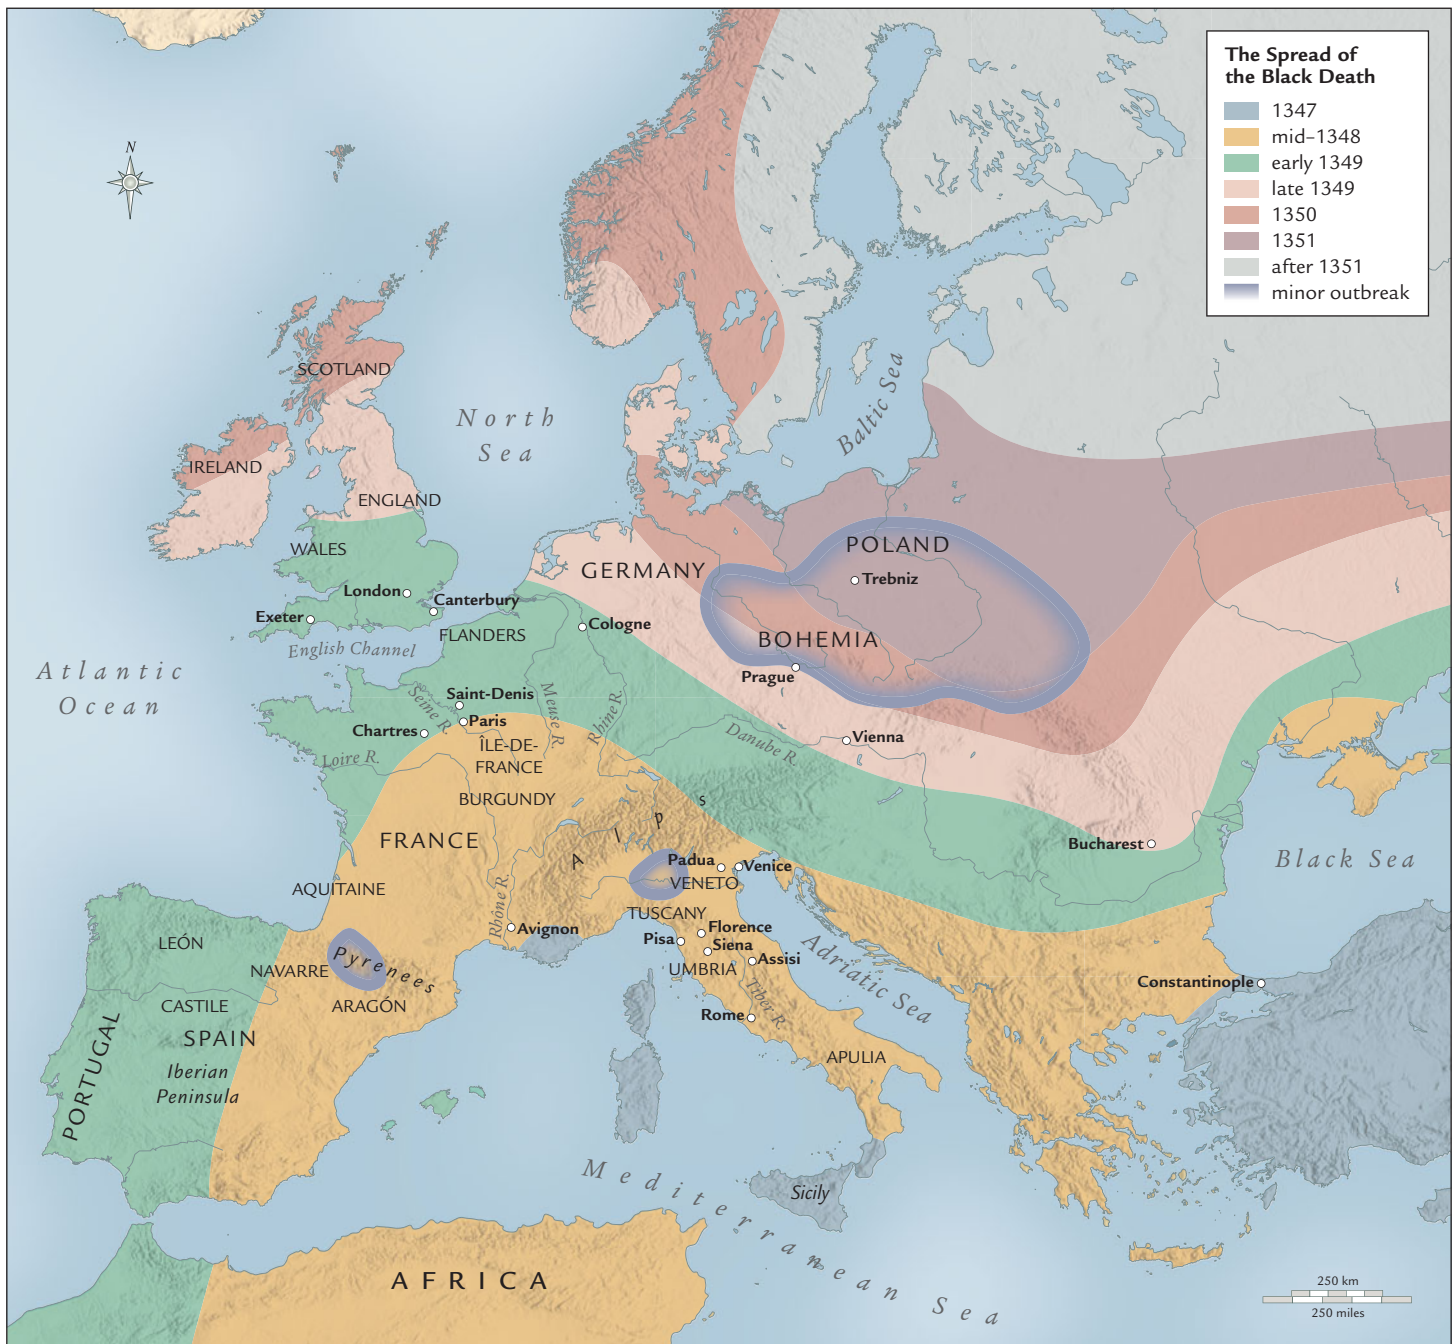 The Spread of
the Black Death
1347
mid–1348
early 1349
late 1349
1350
1351
after 1351
minor outbreak
N
SCOTLAND
North
Sea
Baltic Sea
IRELAND
ENGLAND
WALES
London
Canterbury
Exeter
English Channel
FLANDERS
GERMANY
POLAND
Trebniz
Cologne
BOHEMIA
Prague
Atlantic
Ocean
Saint-Denis
Seine R.
Paris
Chartres
Meuse R.
Rhine R.
ÎLE-DE-
FRANCE
Loire R.
Danube R.
Vienna
BURGUNDY
FRANCE
Alps
Bucharest
Black Sea
Padua
Venice
VENETO
AQUITAINE
Rhône R.
Avignon
TUSCANY
Florence
Pisa
Siena
Assisi
UMBRIA
Adriatic Sea
Tiber R.
Rome
LEÓN
NAVARRE
Pyrenees
CASTILE
ARAGÓN
SPAIN
PORTUGAL
Iberian
Peninsula
Constantinople
APULIA
Mediterranean Sea
Sicily
AFRICA
250 km
250 miles